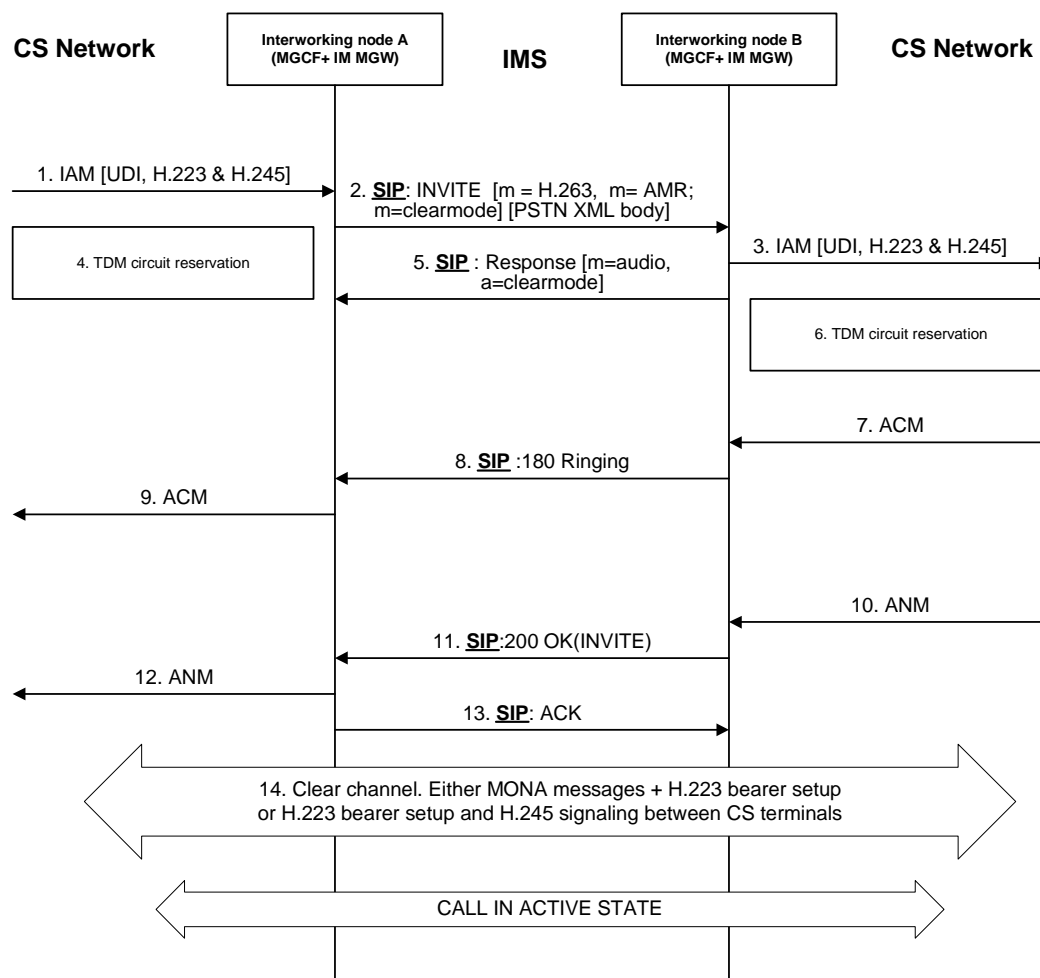 CS Network
Interworking node A
(MGCF+ IM MGW)
IMS
Interworking node B
(MGCF+ IM MGW)
CS Network
1. IAM [UDI, H.223 & H.245]
2. SIP: INVITE [m = H.263, m= AMR;
m=clearmode] [PSTN XML body]
3. IAM [UDI, H.223 & H.245]
4. TDM circuit reservation
5. SIP : Response [m=audio,
a=clearmode]
6. TDM circuit reservation
7. ACM
8. SIP :180 Ringing
9. ACM
10. ANM
11. SIP:200 OK(INVITE)
12. ANM
13. SIP: ACK
14. Clear channel. Either MONA messages + H.223 bearer setup
or H.223 bearer setup and H.245 signaling between CS terminals
CALL IN ACTIVE STATE